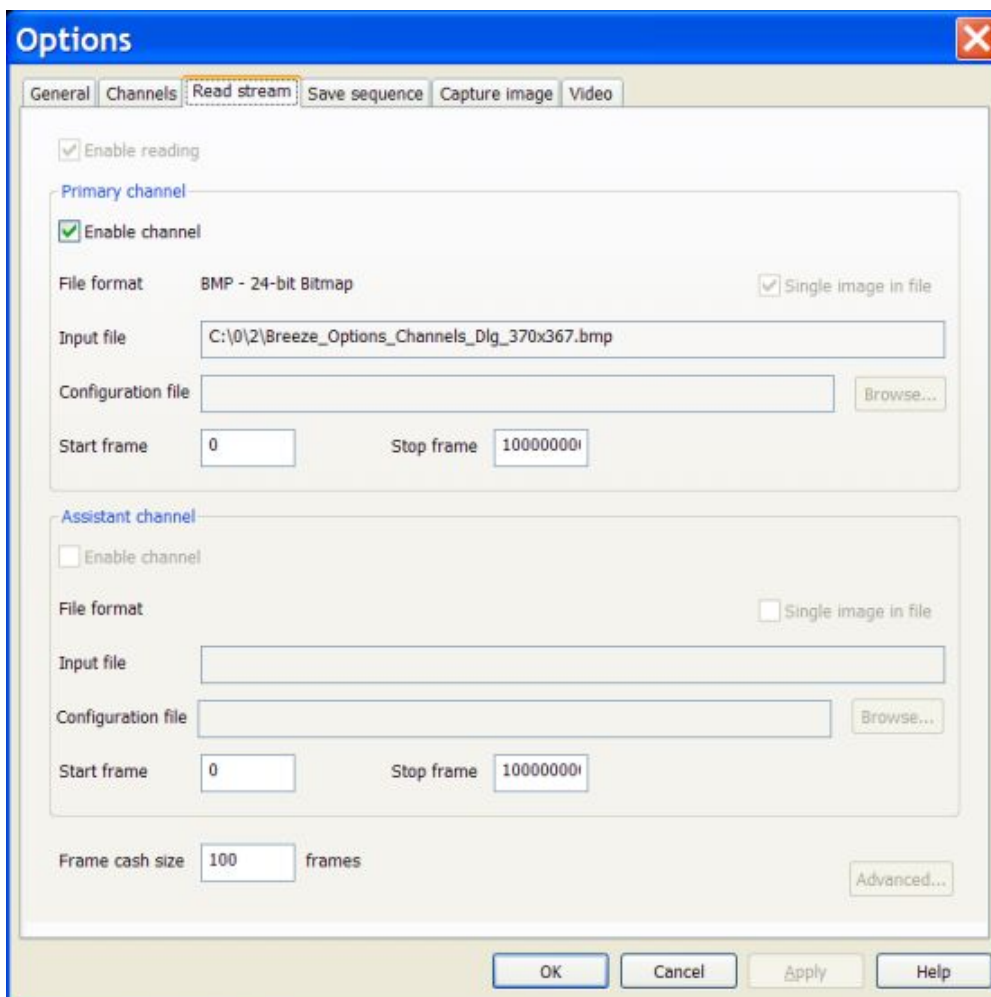 Options
General Channels Read stream Save sequence Capture image Video
Enable reading
Primary channel
Enable channel
File format BMP - 24-bit Bitmap Single image in file
Input file C:\0\2\Breeze_Options_Channels_Dlg_370x367.bmp
Configuration file Browse...
Start frame 0 Stop frame 10000000
Assistant channel
Enable channel
File format Single image in file
Input file
Configuration file Browse...
Start frame 0 Stop frame 10000000
Frame cash size 100 frames
Advanced...
OK Cancel Apply Help